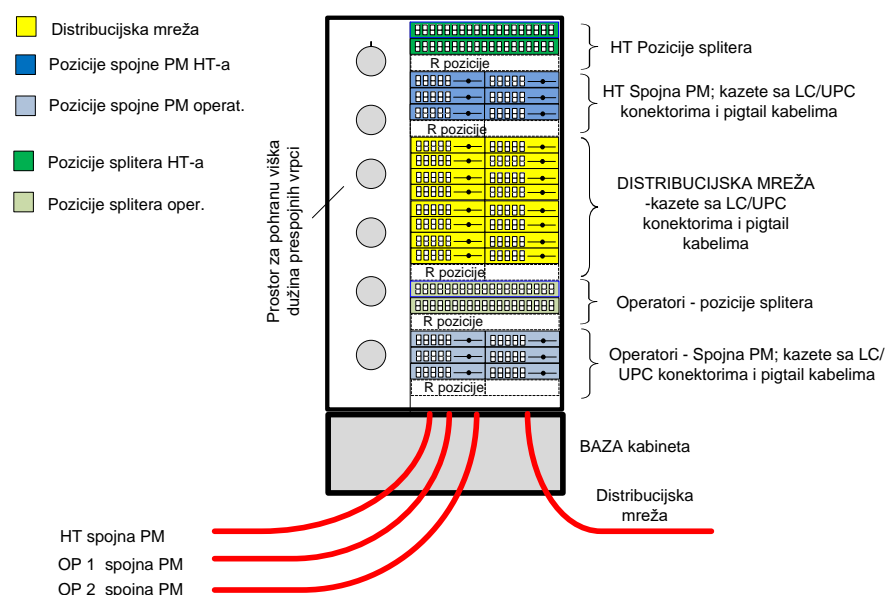 Distribucijska mreža
Pozicije spojne PM HT-a
Pozicije spojne PM operat.
Pozicije splitera HT-a
Pozicije splitera oper.
Prostor za pohranu viška
dužina prespojnih vrpci
R pozicije
R pozicije
R pozicije
R pozicije
R pozicije
HT Pozicije splitera
HT Spojna PM; kazete sa LC/UPC
konektorima i pigtail kabelima
DISTRIBUCIJSKA MREŽA
-kazete sa LC/UPC
konektorima i pigtail
kabelima
Operatori - pozicije splitera
Operatori - Spojna PM; kazete sa LC/
UPC konektorima i pigtail kabelima
BAZA kabineta
Distribucijska
mreža
HT spojna PM
OP 1 spojna PM
OP 2 spojna PM